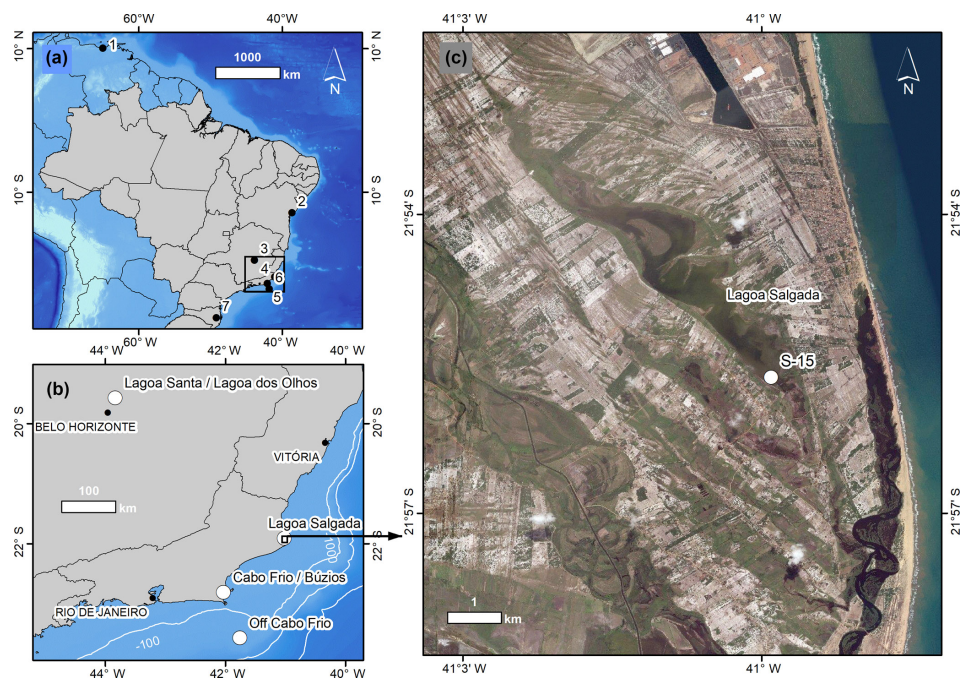 60° W
40° W
10° N
10° S
(a)
1
1000
km
N
2
3
4
6
5
7
10° N
10° S
60° W
40° W
44° W
42° W
40° W
(b)
Lagoa Santa / Lagoa dos Olhos
BELO HORIZONTE
VITÓRIA
100
km
Lagoa Salgada
-1000
Cabo Frio / Búzios
RIO DE JANEIRO
Off Cabo Frio
-100
20° S
22° S
20° S
22° S
44° W
42° W
40° W
41°3' W
41° W
(c)
N
21°54' S
21°54' S
Lagoa Salgada
S-15
21°57' S
21°57' S
1
km
41°3' W
41° W